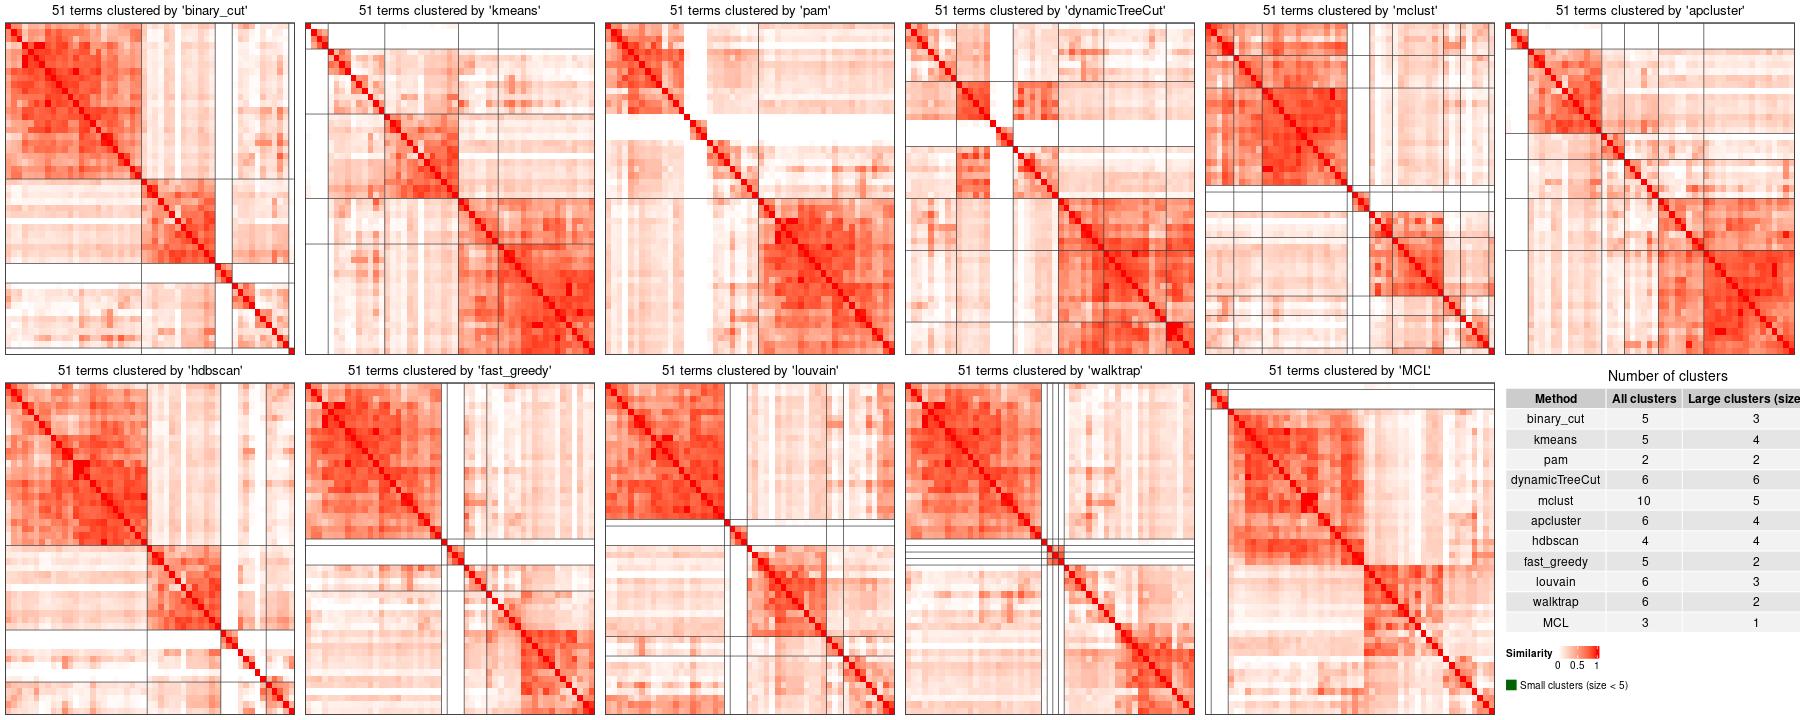 51 terms clustered by 'binary_cut'
51 terms clustered by 'kmeans'
51 terms clustered by 'pam'
51 terms clustered by 'dynamicTreeCut'
51 terms clustered by 'mclust'
51 terms clustered by 'apcluster'
51 terms clustered by 'hdbscan'
51 terms clustered by 'fast_greedy'
51 terms clustered by 'louvain'
51 terms clustered by 'walktrap'
51 terms clustered by 'MCL'
Number of clusters
Method All clusters Large clusters (size
binary_cut 5 3
kmeans 5 4
pam 2 2
dynamicTreeCut 6 6
mclust 10 5
apcluster 6 4
hdbscan 4 4
fast_greedy 5 2
louvain 6 3
walktrap 6 2
MCL 3 1
Similarity
0 0.5 1
Small clusters (size < 5)